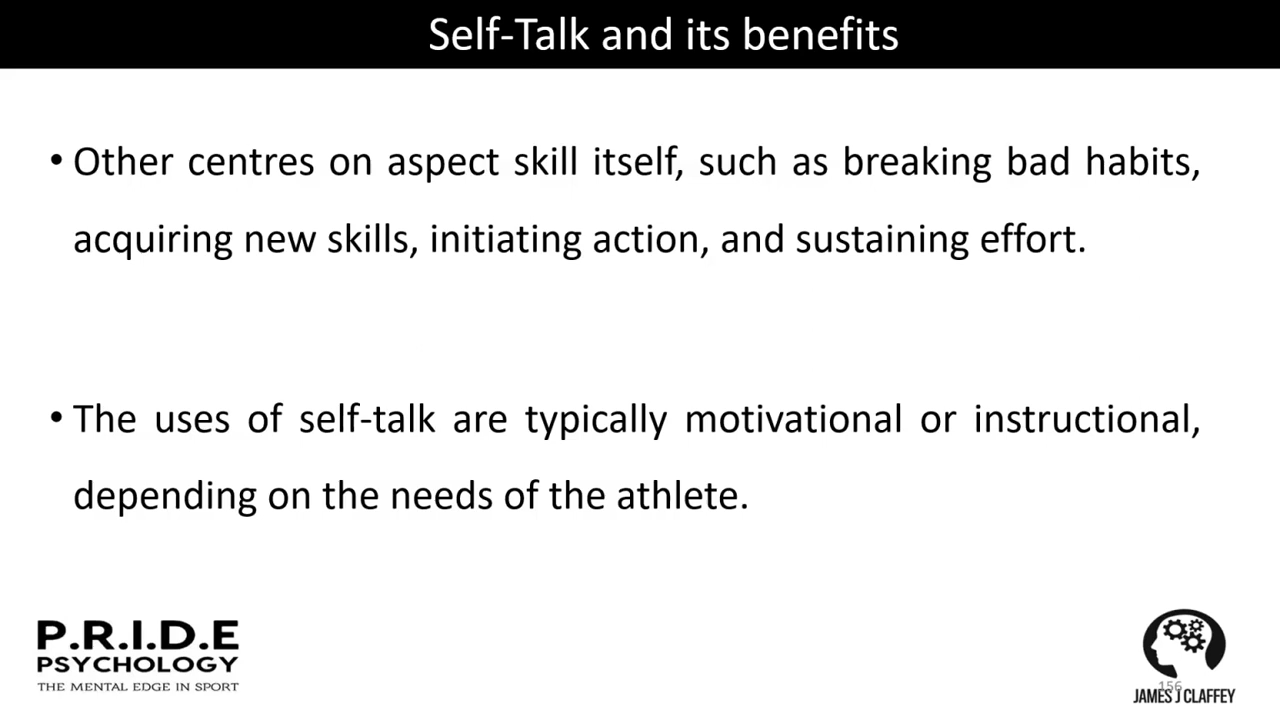 Self-Talk and its benefits
• Other centres on aspect skill itself, such as breaking bad habits,
acquiring new skills, initiating action, and sustaining effort.
• The uses of self-talk are typically motivational or instructional,
depending on the needs of the athlete.
P.R.I.D.E
PSYCHOLOGY
THE MENTAL EDGE IN SPORT
156
JAMES J CLAFFEY